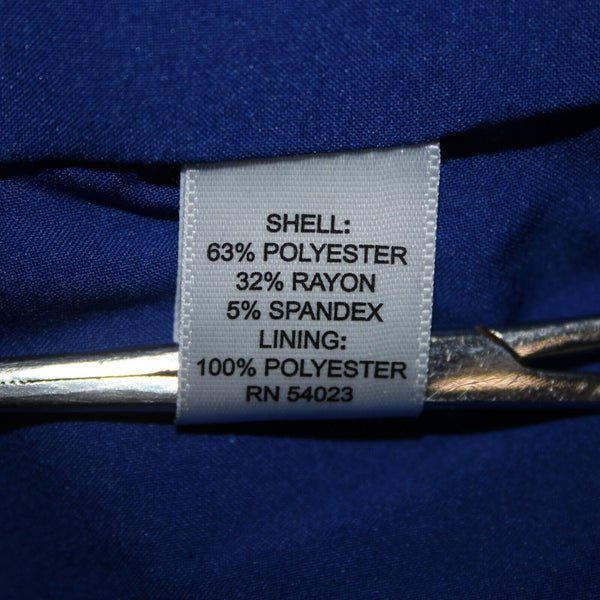 SHELL:
63% POLYESTER
32% RAYON
5% SPANDEX
LINING:
100% POLYESTER
RN 54023